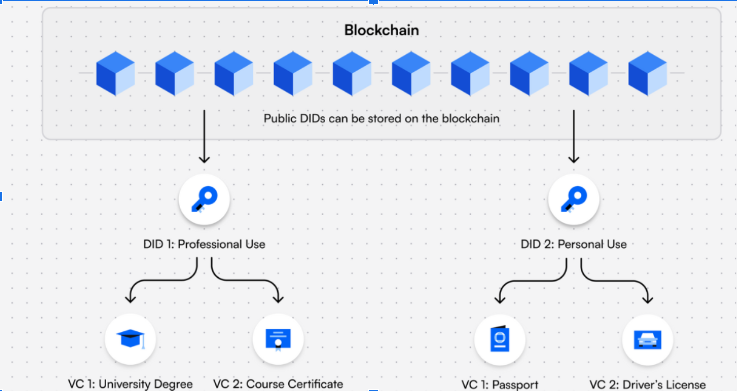 Blockchain
Public DIDs can be stored on the blockchain
DID 1: Professional Use
DID 2: Personal Use
VC 1: University Degree
VC 2: Course Certificate
VC 1: Passport
VC 2: Driver's License